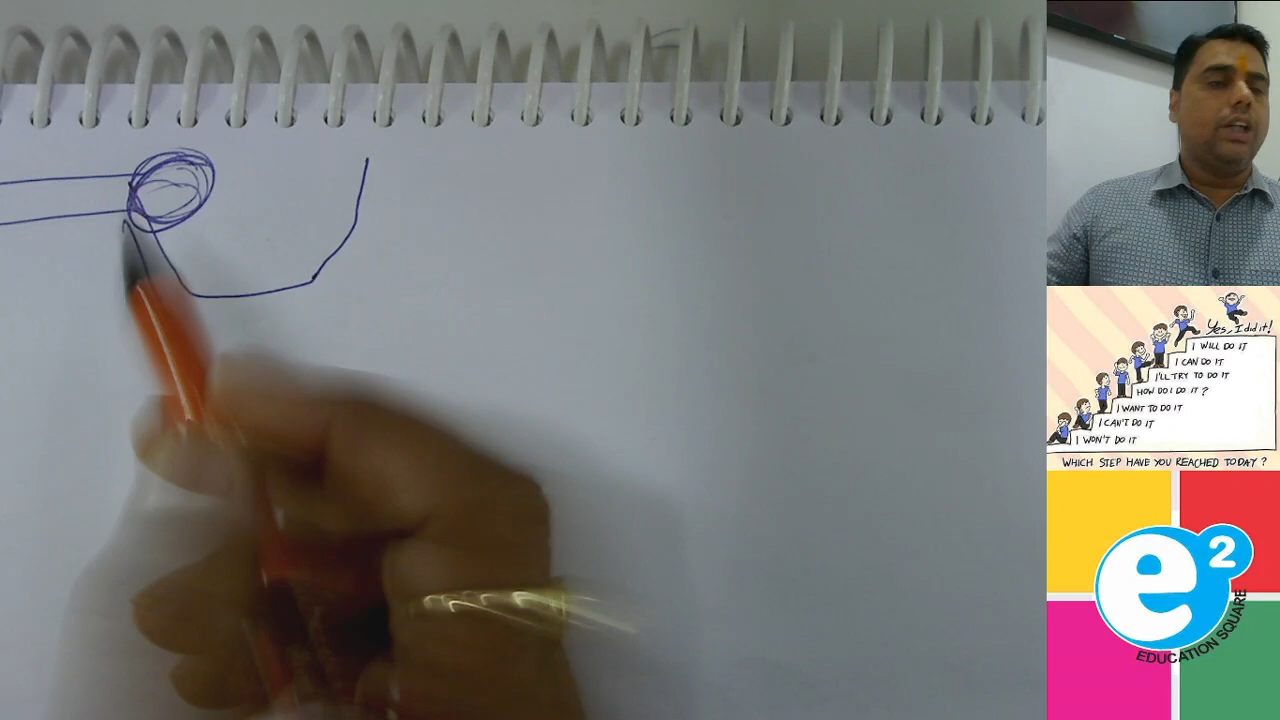 Yes, I did it!
I WILL DO IT
I CAN DO IT
I'LL TRY TO DO IT
HOW DO I DO IT?
I WANT TO DO IT
I CAN'T DO IT
I WON'T DO IT
WHICH STEP HAVE YOU REACHED TODAY?
e2
EDUCATION SQUARE